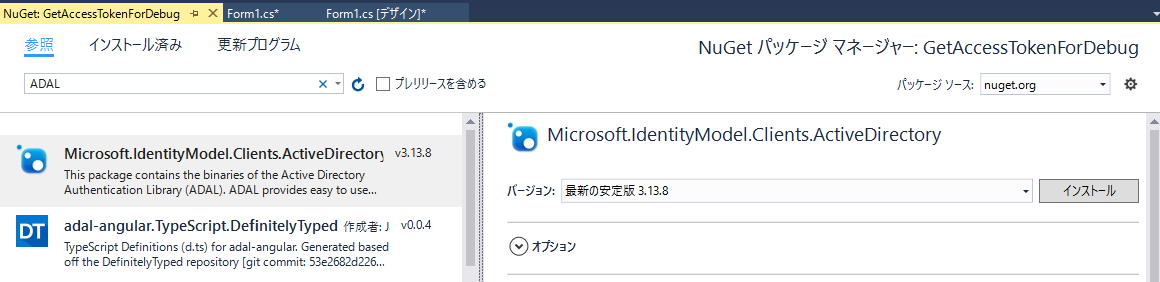 NuGet: GetAccessTokenForDebug Form1.cs* Form1.cs [デザイン]*
参照 インストール済み 更新プログラム
NuGet パッケージ マネージャー: GetAccessTokenForDebug
ADAL
プレリリースを含める
パッケージ ソース: nuget.org
Microsoft.IdentityModel.Clients.ActiveDirectory v3.13.8
This package contains the binaries of the Active Directory
Authentication Library (ADAL). ADAL provides easy to use...
DT
adal-angular.TypeScript.DefinitelyTyped 作成者: J v0.0.4
TypeScript Definitions (d.ts) for adal-angular. Generated based
off the DefinitelyTyped repository [git commit: 53e2682d226...
Microsoft.IdentityModel.Clients.ActiveDirectory
バージョン: 最新の安定版 3.13.8 インストール
オプション